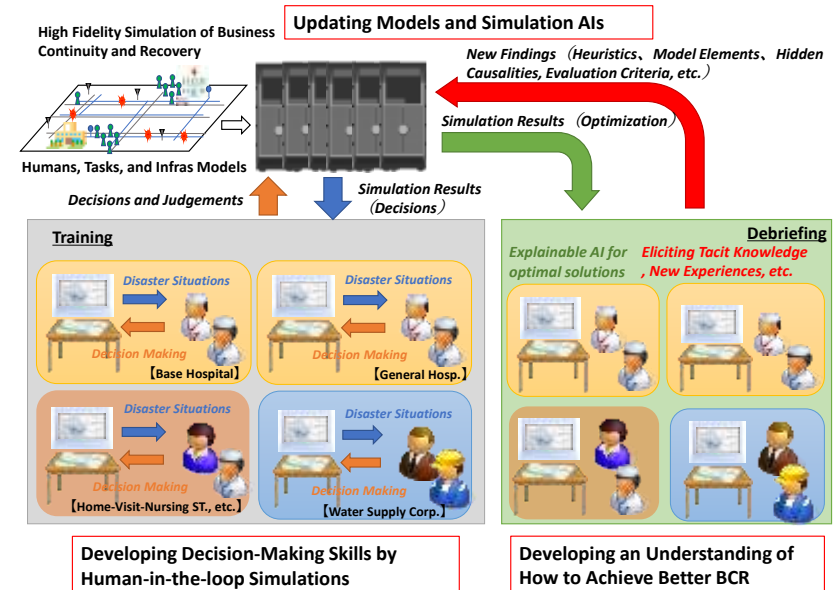 Updating Models and Simulation AIs
High Fidelity Simulation of Business
Continuity and Recovery
New Findings（Heuristics、Model Elements、Hidden
Causalities, Evaluation Criteria, etc.）
Simulation Results（Optimization）
Humans, Tasks, and Infras Models
Decisions and Judgements
Simulation Results
（Decisions）
Training
Debriefing
Explainable AI for
optimal solutions
Eliciting Tacit Knowledge
, New Experiences, etc.
Disaster Situations
Decision Making
【Base Hospital】
Disaster Situations
Decision Making
【General Hosp.】
Disaster Situations
Decision Making
【Home-Visit-Nursing ST., etc.】
Disaster Situations
Decision Making
【Water Supply Corp.】
Developing Decision-Making Skills by
Human-in-the-loop Simulations
Developing an Understanding of
How to Achieve Better BCR